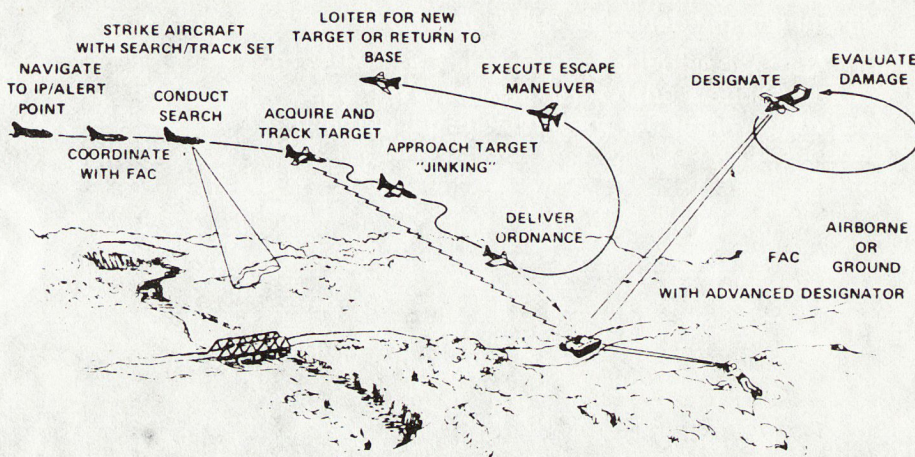 STRIKE AIRCRAFT
WITH SEARCH/TRACK SET
NAVIGATE
TO IP/ALERT
POINT
COORDINATE
WITH FAC
CONDUCT
SEARCH
ACQUIRE AND
TRACK TARGET
APPROACH TARGET
"JINKING"
DELIVER
ORDNANCE
EXECUTE ESCAPE
MANEUVER
LOITER FOR NEW
TARGET OR RETURN TO
BASE
DESIGNATE
EVALUATE
DAMAGE
FAC
AIRBORNE
OR
GROUND
WITH ADVANCED DESIGNATOR